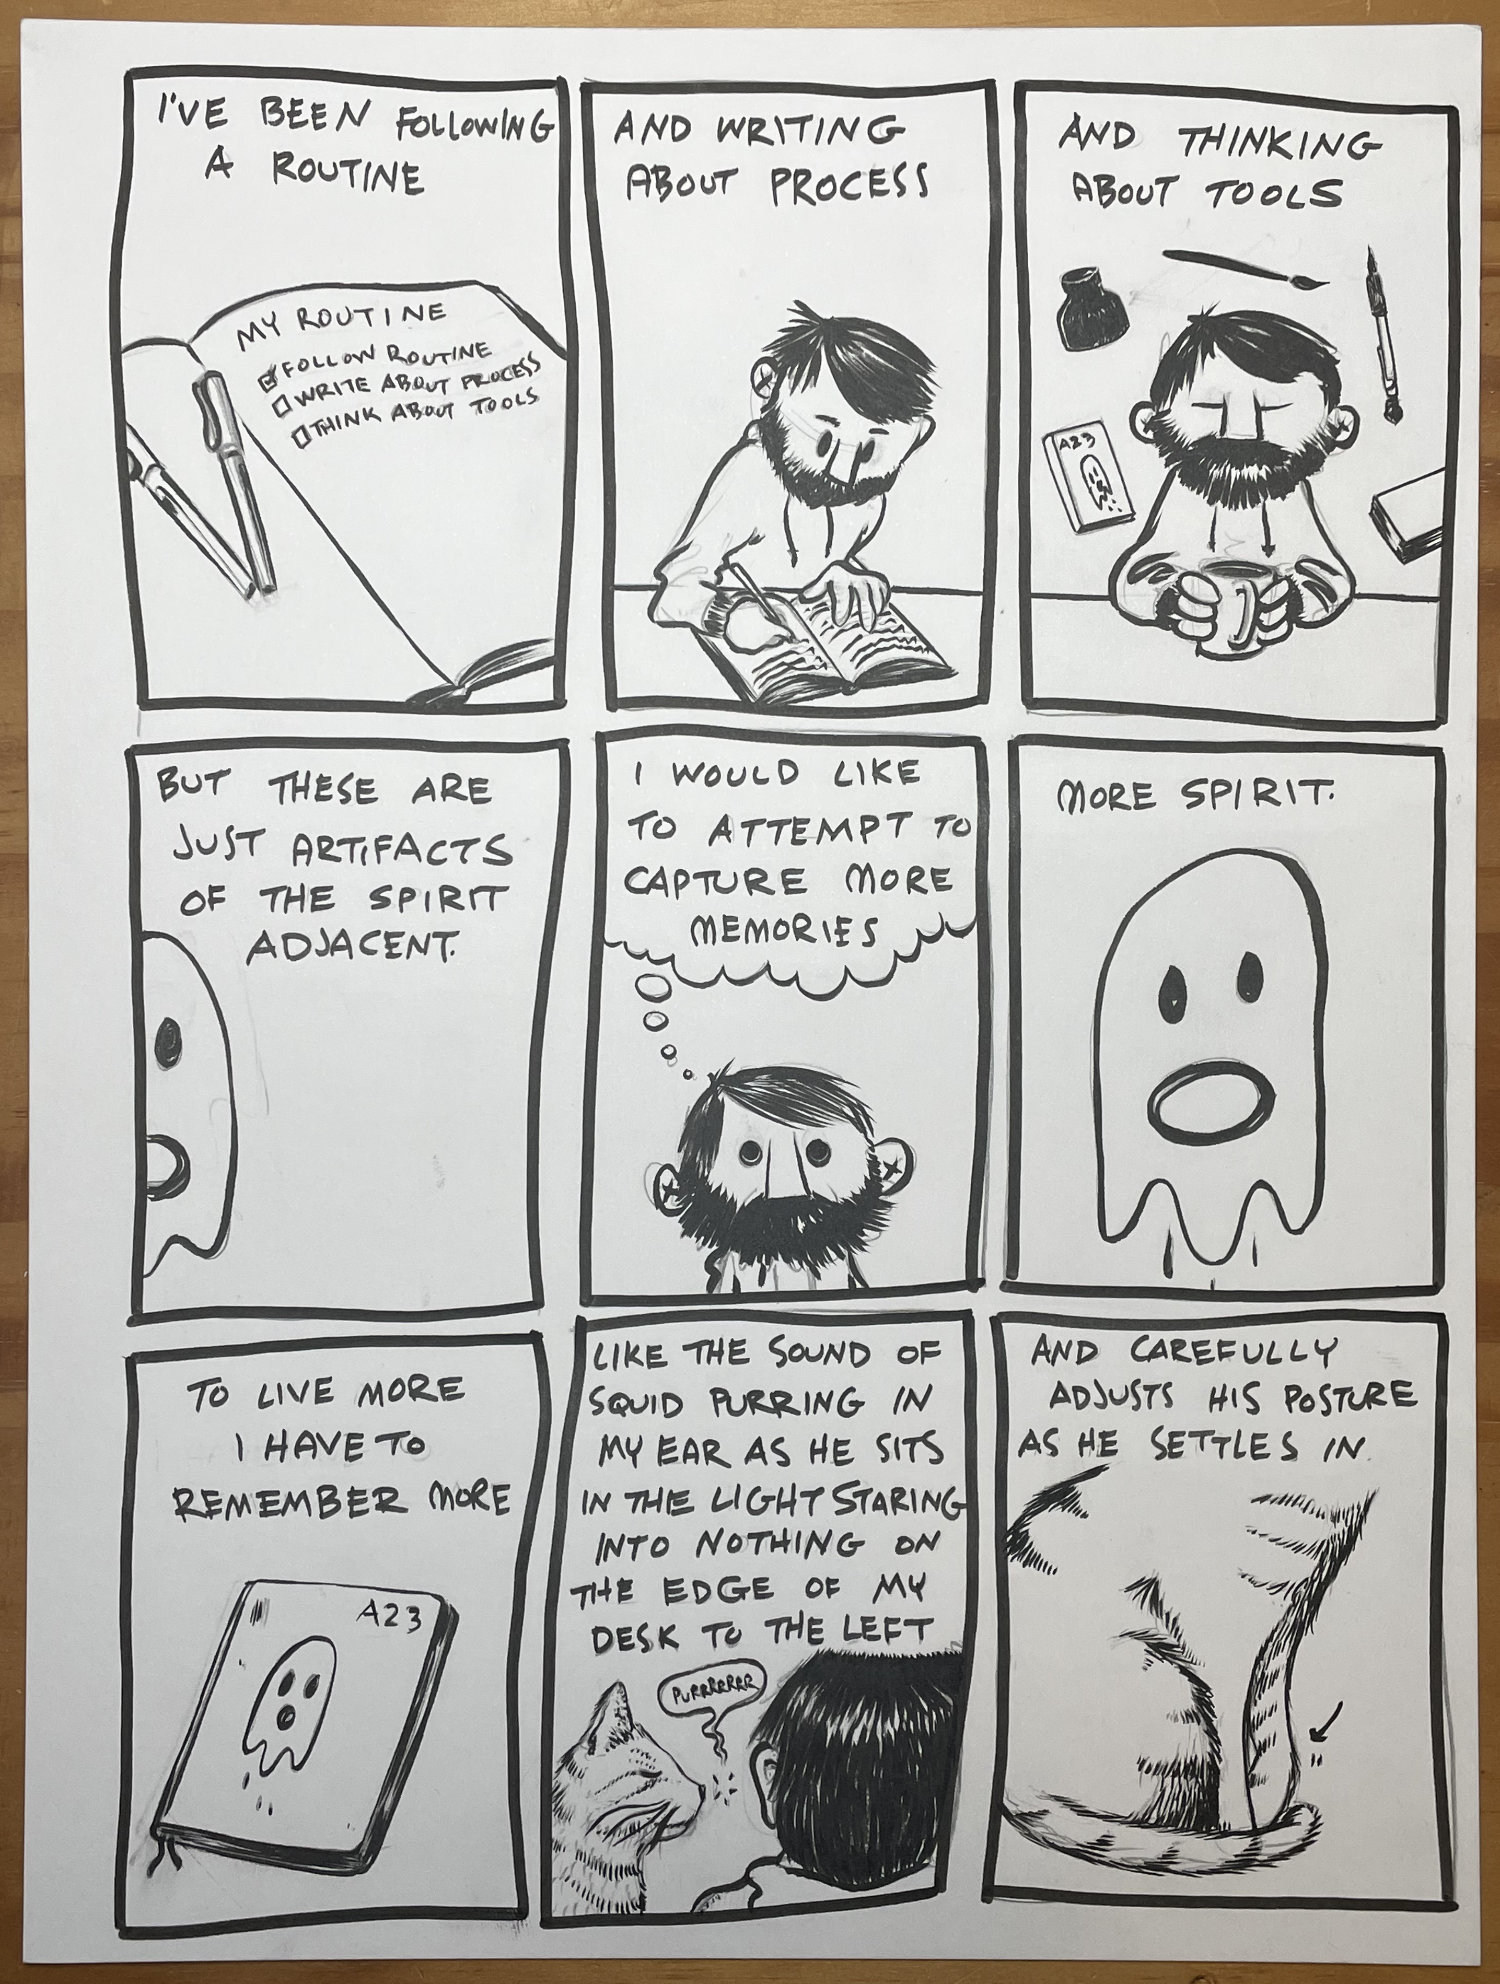 I'VE BEEN FOLLOWING
A ROUTINE
MY ROUTINE
FOLLOW ROUTINE
WRITE ABOUT PROCESS
THINK ABOUT TOOLS
AND WRITING
ABOUT PROCESS
AND THINKING
ABOUT TOOLS
A23
BUT THESE ARE
JUST ARTIFACTS
OF THE SPIRIT
ADJACENT.
I WOULD LIKE
TO ATTEMPT TO
CAPTURE MORE
MEMORIES
MORE SPIRIT.
TO LIVE MORE
I HAVE TO
REMEMBER MORE
A23
LIKE THE SOUND OF
SQUID PURRING IN
MY EAR AS HE SITS
IN THE LIGHT STARING
INTO NOTHING ON
THE EDGE OF MY
DESK TO THE LEFT
PURRRRRRR
AND CAREFULLY
ADJUSTS HIS POSTURE
AS HE SETTLES IN.